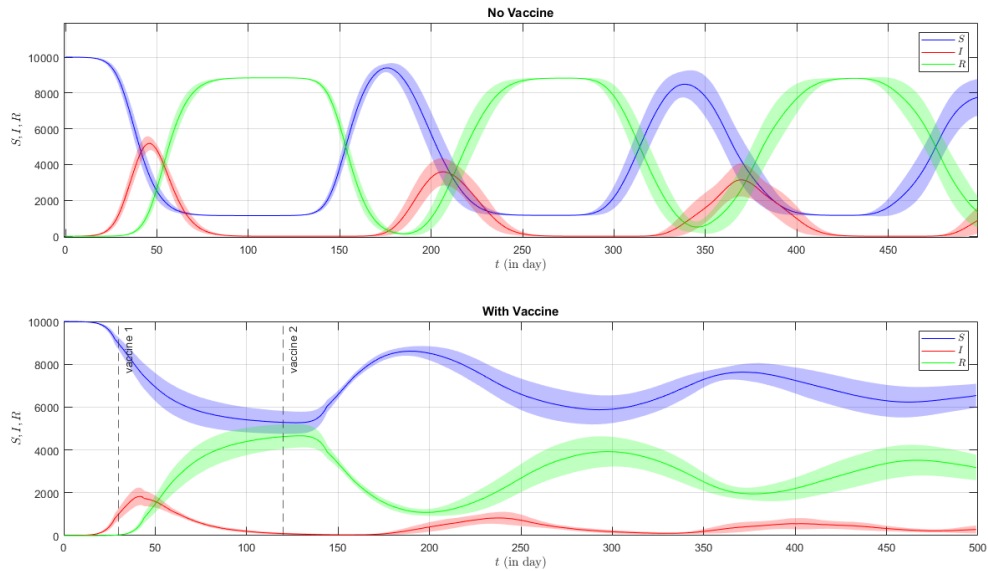 No Vaccine
S, I, R
10000
8000
6000
4000
2000
0
0 50 100 150 200 250 300 350 400 450
t (in day)
S
I
R
With Vaccine
S, I, R
10000
8000
6000
4000
2000
0
0 50 100 150 200 250 300 350 400 450 500
t (in day)
vaccine 1
vaccine 2
S
I
R